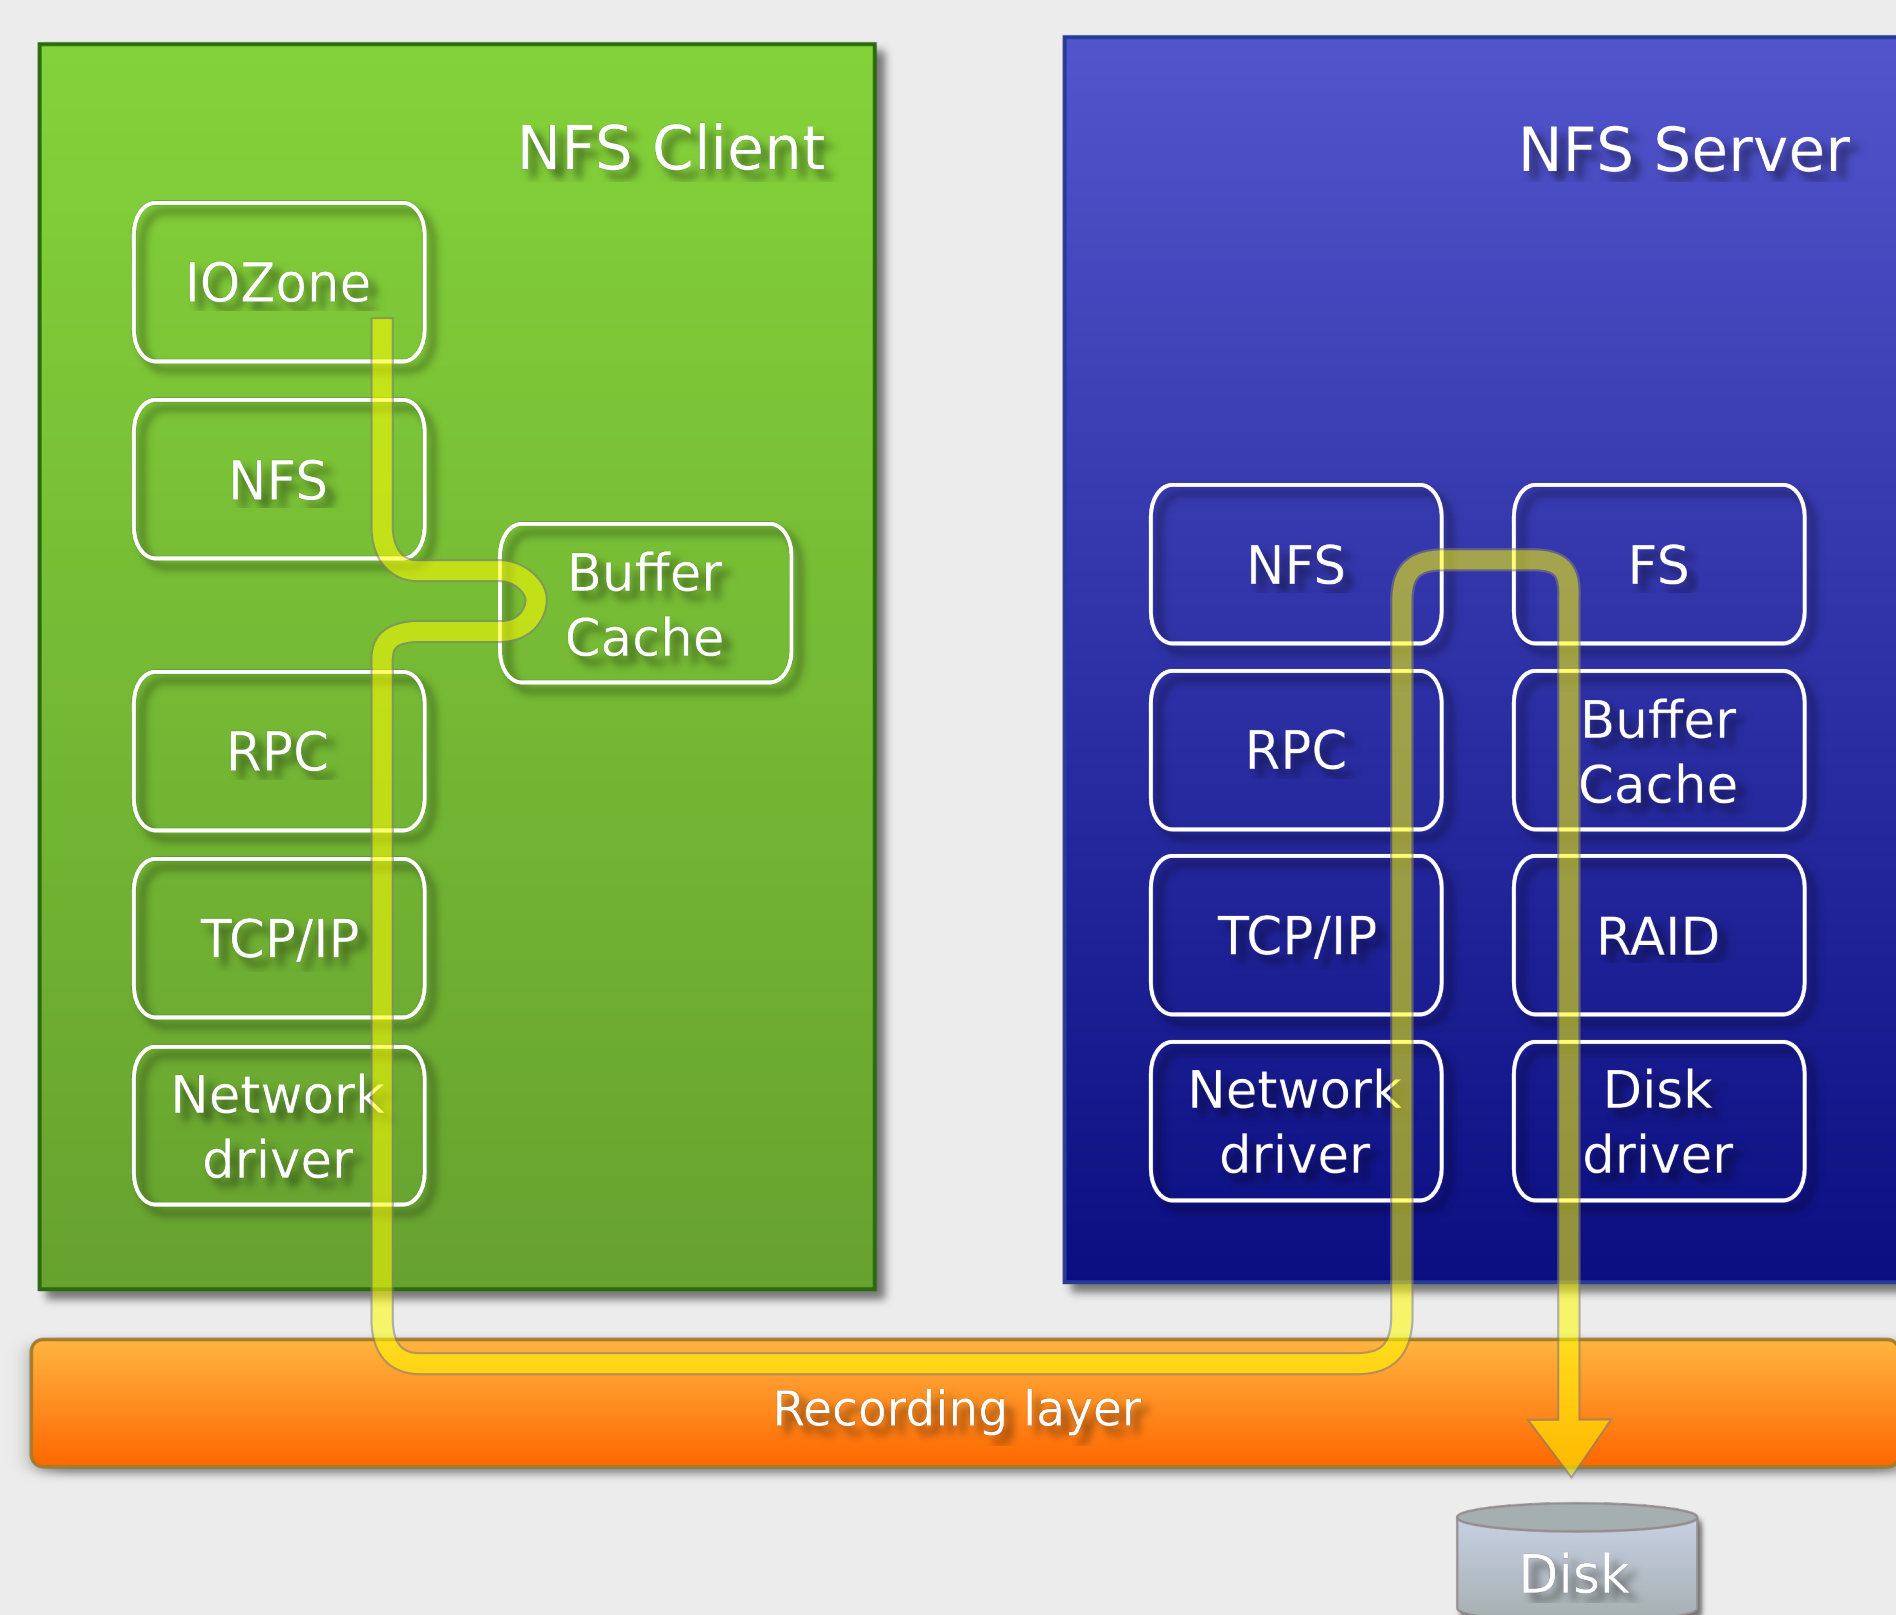 NFS Client
IOZone
NFS
Buffer
Cache
RPC
TCP/IP
Network
driver
NFS Server
NFS
FS
RPC
Buffer
Cache
TCP/IP
RAID
Network
driver
Disk
driver
Recording layer
Disk